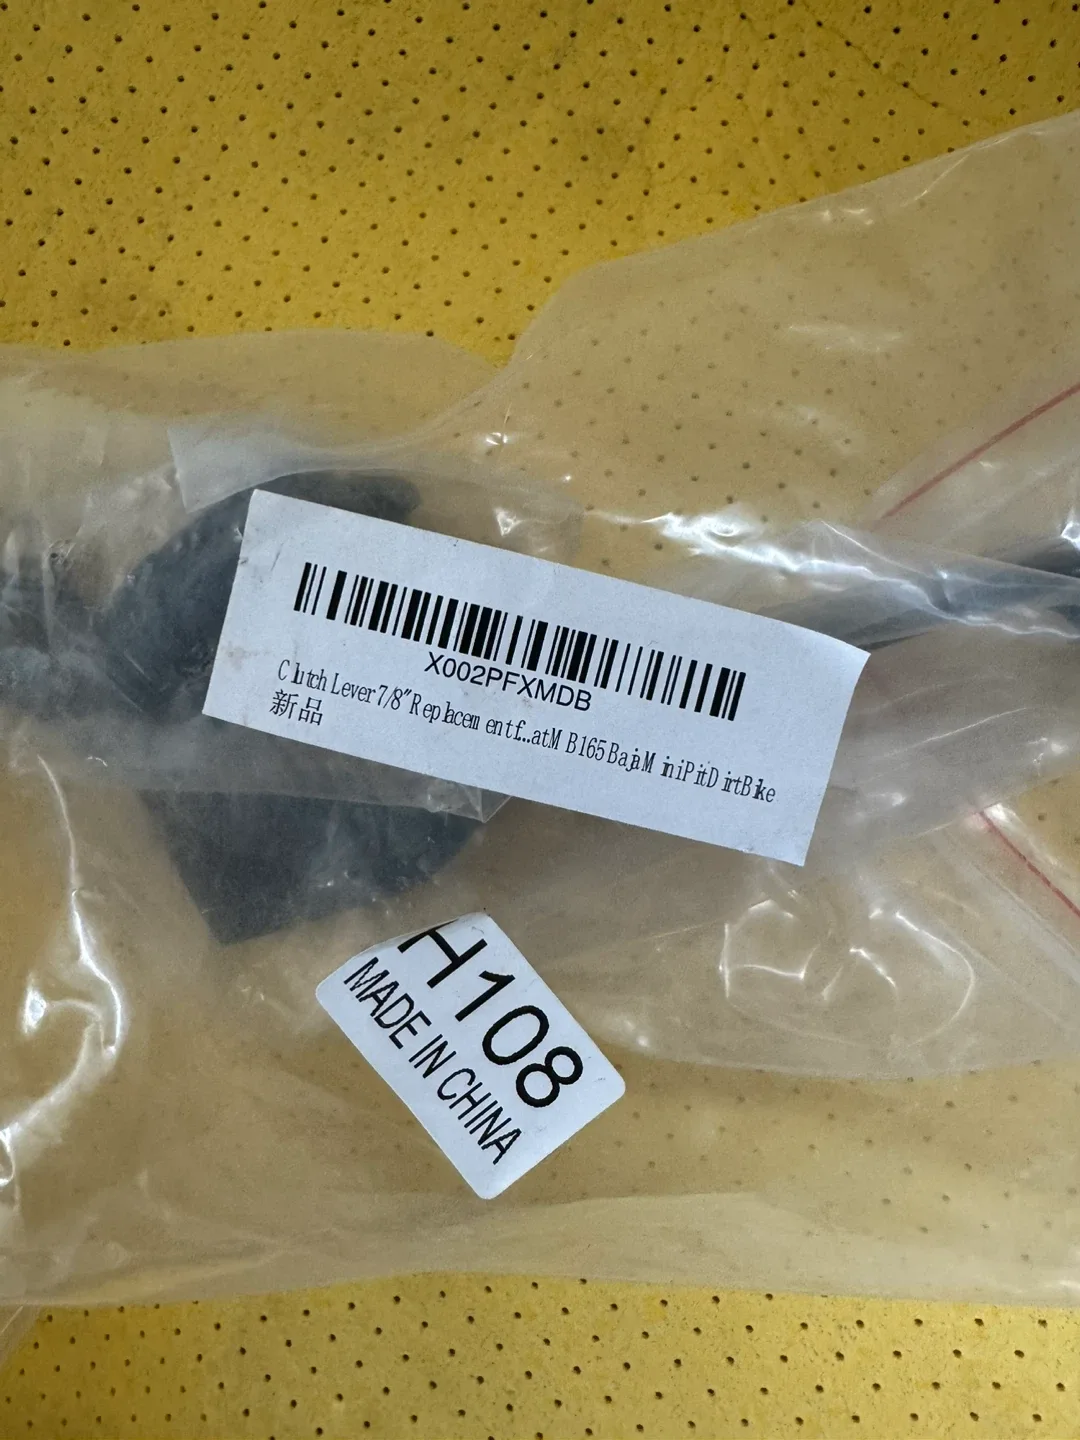 X002PFXMDB
Clutch Lever 7/8" Replacement f...at MB165 Baja Mini Pit Dirt Bike
新品
H108
MADE IN CHINA